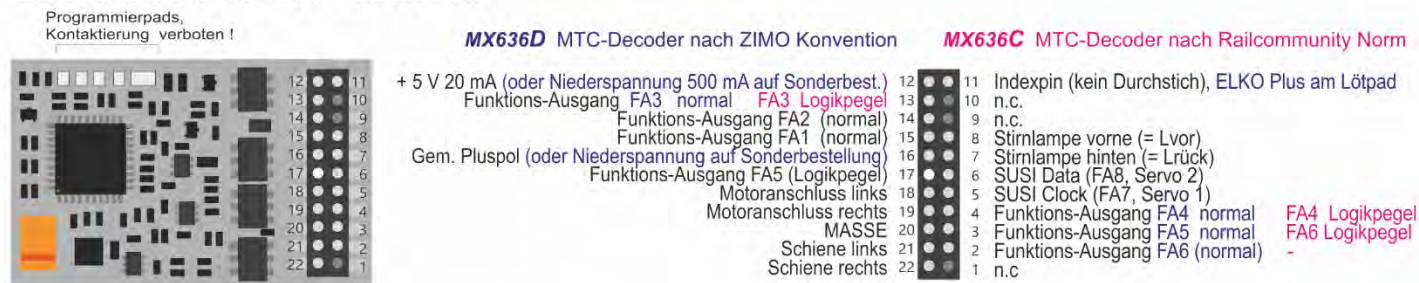 Programmierpads,
Kontaktierung verboten !
MX636D MTC-Decoder nach ZIMO Konvention
MX636C MTC-Decoder nach Railcommunity Norm
12 11
13 10
14 9
15 8
16 7
17 6
18 5
19 4
20 3
21 2
22 1
+ 5 V 20 mA (oder Niederspannung 500 mA auf Sonderbest.) 12
Funktions-Ausgang FA3 normal FA3 Logikpegel 13
Funktions-Ausgang FA2 (normal) 14
Funktions-Ausgang FA1 (normal) 15
Gem. Pluspol (oder Niederspannung auf Sonderbestellung) 16
Funktions-Ausgang FA5 (Logikpegel) 17
Motoranschluss links 18
Motoranschluss rechts 19
MASSE 20
Schiene links 21
Schiene rechts 22
11 Indexpin (kein Durchstich), ELKO Plus am Lötpad
10 n.c.
9 n.c.
8 Stirnlampe vorne (= Lvor)
7 Stirnlampe hinten (= Lrück)
6 SUSI Data (FA8, Servo 2)
5 SUSI Clock (FA7, Servo 1)
4 Funktions-Ausgang FA4 normal FA4 Logikpegel
3 Funktions-Ausgang FA5 normal FA6 Logikpegel
2 Funktions-Ausgang FA6 (normal) -
1 n.c